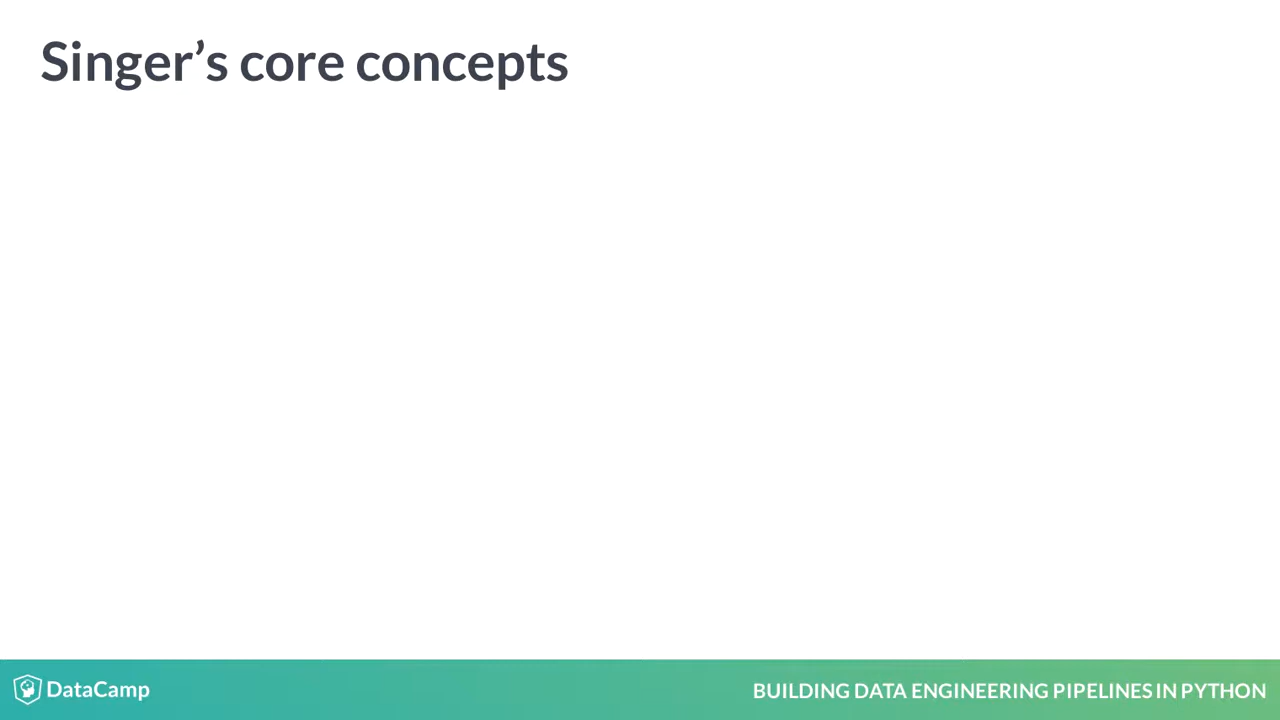 Singer’s core concepts
DataCamp
BUILDING DATA ENGINEERING PIPELINES IN PYTHON